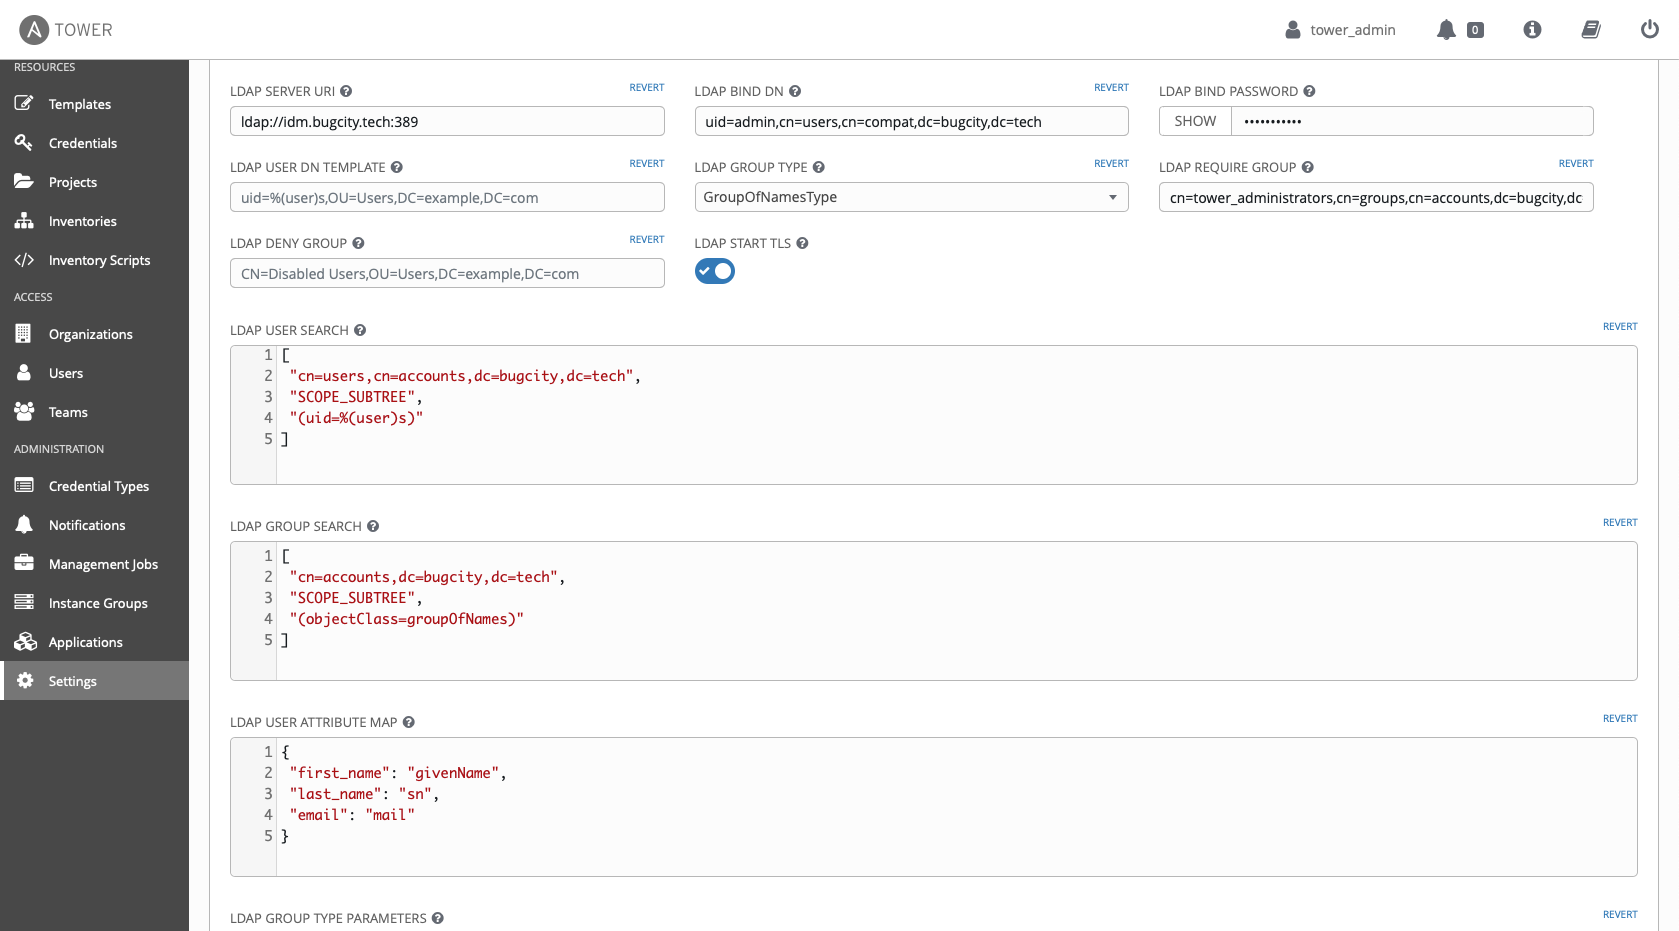 TOWER
tower_admin
0
RESOURCES
Templates
Credentials
Projects
Inventories
Inventory Scripts
ACCESS
Organizations
Users
Teams
ADMINISTRATION
Credential Types
Notifications
Management Jobs
Instance Groups
Applications
Settings
LDAP SERVER URI
REVERT
ldap://idm.bugcity.tech:389
LDAP BIND DN
REVERT
uid=admin,cn=users,cn=compat,dc=bugcity,dc=tech
LDAP BIND PASSWORD
SHOW
•••••••••••
LDAP USER DN TEMPLATE
REVERT
uid=%(user)s,OU=Users,DC=example,DC=com
LDAP GROUP TYPE
REVERT
GroupOfNamesType
LDAP REQUIRE GROUP
REVERT
cn=tower_administrators,cn=groups,cn=accounts,dc=bugcity,dc
LDAP DENY GROUP
REVERT
CN=Disabled Users,OU=Users,DC=example,DC=com
LDAP START TLS
LDAP USER SEARCH
REVERT
1 [
2 "cn=users,cn=accounts,dc=bugcity,dc=tech",
3 "SCOPE_SUBTREE",
4 "(uid=%(user)s)"
5 ]
LDAP GROUP SEARCH
REVERT
1 [
2 "cn=accounts,dc=bugcity,dc=tech",
3 "SCOPE_SUBTREE",
4 "(objectClass=groupOfNames)"
5 ]
LDAP USER ATTRIBUTE MAP
REVERT
1 {
2 "first_name": "givenName",
3 "last_name": "sn",
4 "email": "mail"
5 }
LDAP GROUP TYPE PARAMETERS
REVERT